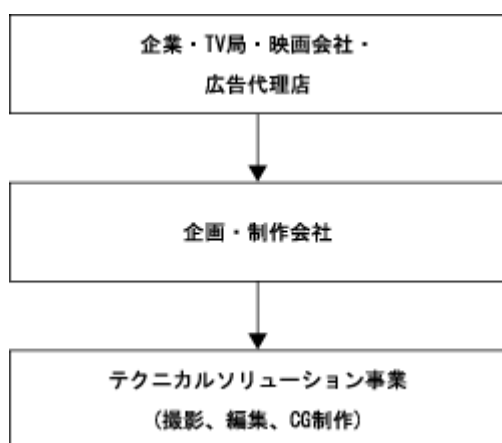 企業・TV局・映画会社・
広告代理店
企画・制作会社
テクニカルソリューション事業
(撮影、編集、CG制作)